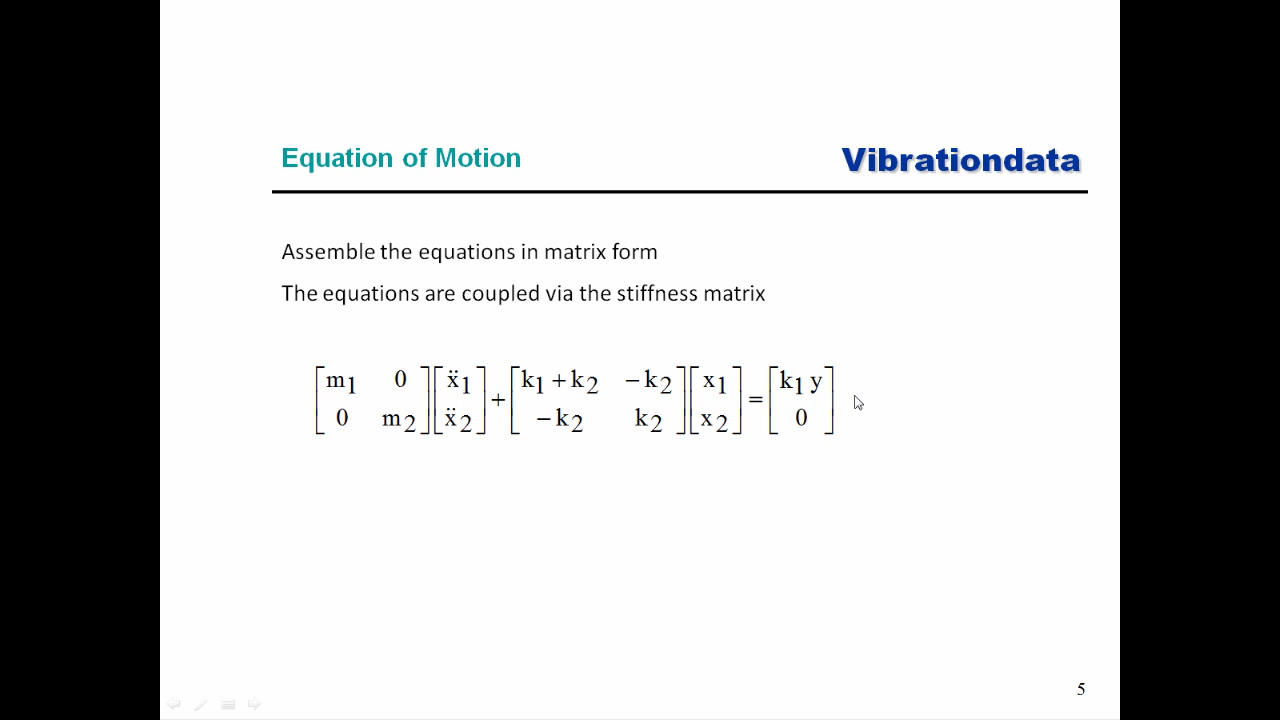 Equation of Motion
Vibrationdata
Assemble the equations in matrix form
The equations are coupled via the stiffness matrix
[m₁ 0; 0 m₂] [ẍ₁; ẍ₂] + [k₁ + k₂ − k₂; − k₂ k₂] [x₁; x₂] = [k₁ y; 0]
5